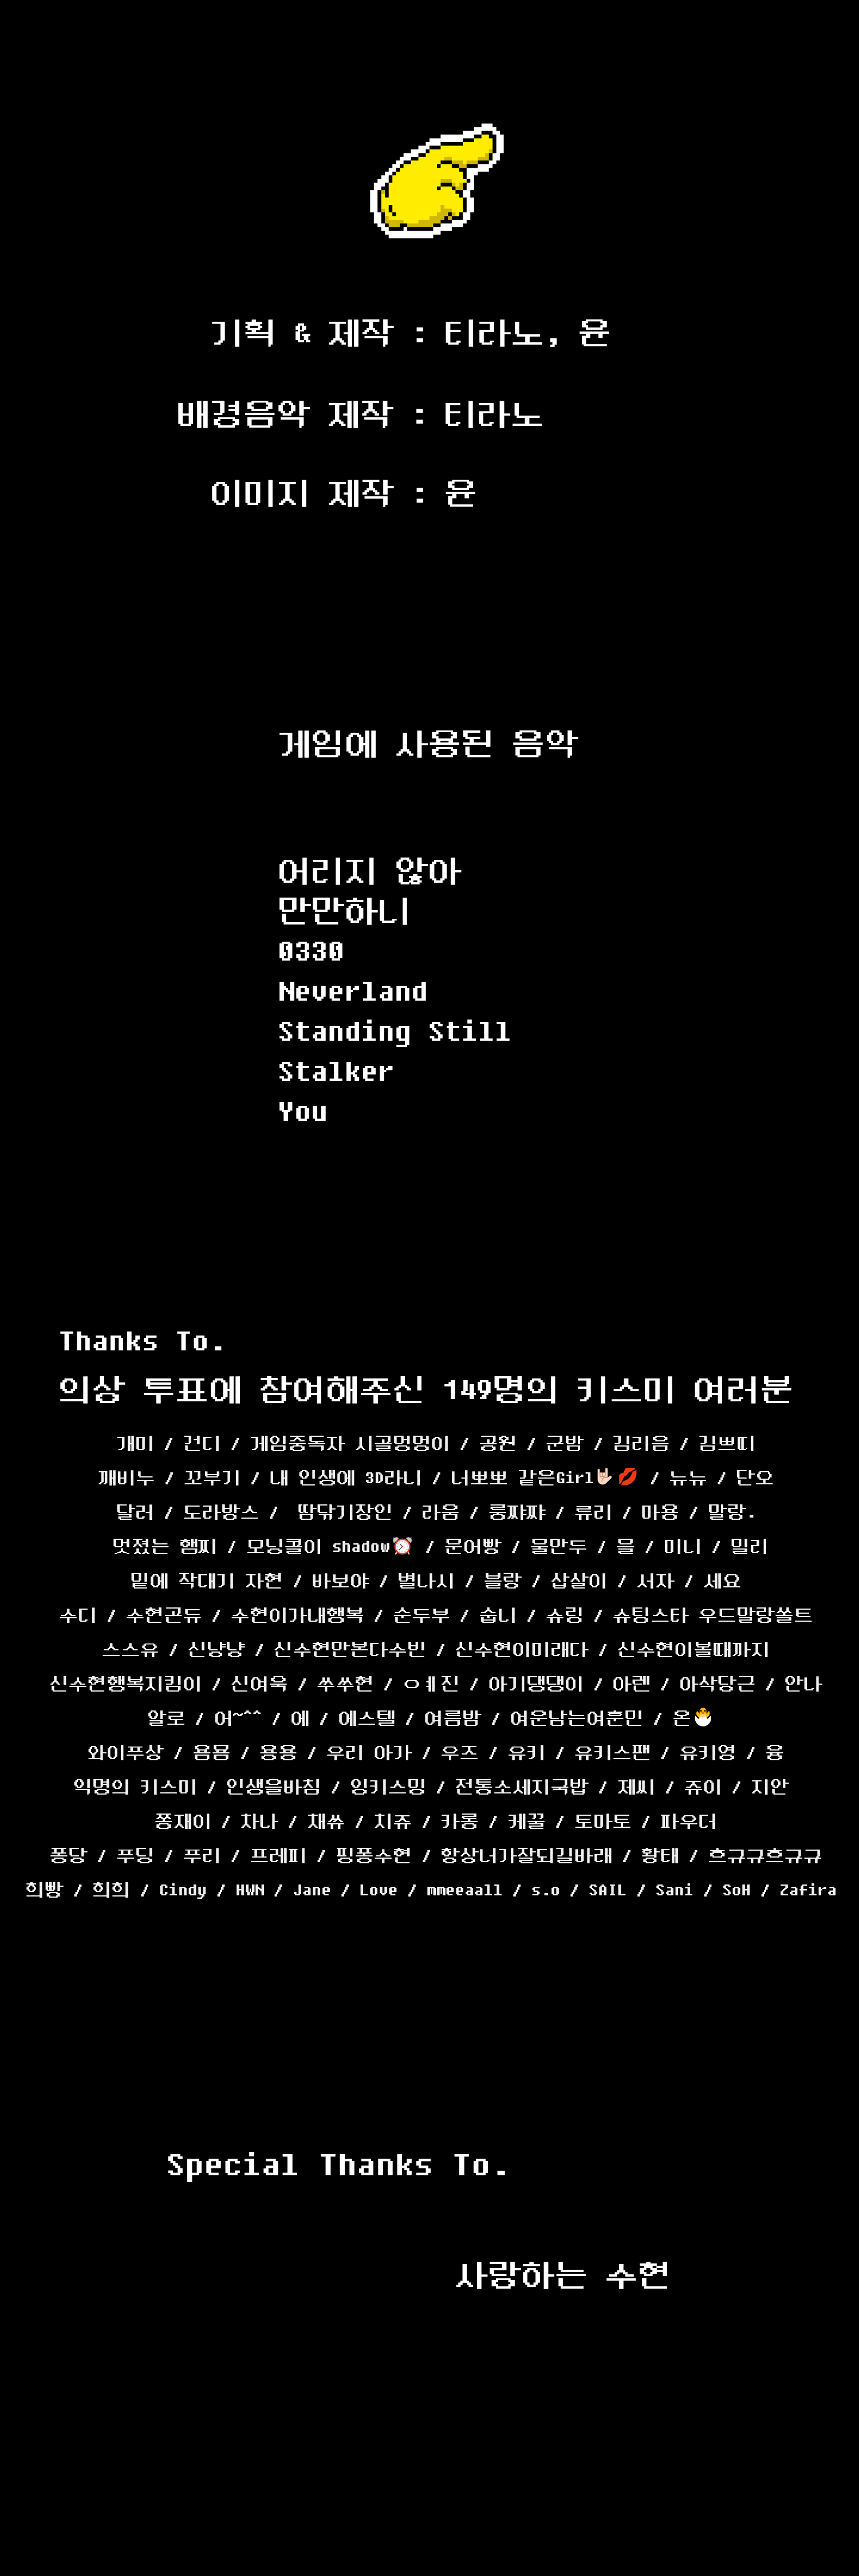 기획 & 제작 : 티라노, 윤
배경음악 제작 : 티라노
이미지 제작 : 윤
게임에 사용된 음악
어리지 않아
만만하니
0330
Neverland
Standing Still
Stalker
You
Thanks To.
의상 투표에 참여해주신 149명의 키스미 여러분
개미 / 건디 / 게임중독자 시골멍멍이 / 공원 / 군밤 / 김리음 / 김쁘띠
깨비누 / 꼬부기 / 내 인생에 3D라니 / 너뽀뽀 같은Girl🤟🏻💋 / 뉴뉴 / 단오
달러 / 도라방스 / 땀닦기장인 / 라움 / 룽쨔쨔 / 류리 / 마용 / 말랑.
멋졌는 햄찌 / 모닝콜이 shadow⏰ / 문어빵 / 물만두 / 믈 / 미니 / 밀리
밑에 작대기 자현 / 바보야 / 별나시 / 블랑 / 삽살이 / 서자 / 세요
수디 / 수현곤듀 / 수현이가내행복 / 순두부 / 숩니 / 슈링 / 슈팅스타 우드말랑쏠트
스스유 / 신냥냥 / 신수현만본다수빈 / 신수현이미래다 / 신수현이볼때까지
신수현행복지킴이 / 신여욱 / 쑤쑤현 / ㅇㅖ진 / 아기댕댕이 / 아렌 / 아삭당근 / 안나
알로 / 어~^^ / 에 / 에스텔 / 여름밤 / 여운남는여훈민 / 온🐣
와이푸상 / 욤묨 / 용용 / 우리 아가 / 우즈 / 유키 / 유키스팬 / 유키영 / 융
익명의 키스미 / 인생을바침 / 잉키스밍 / 전통소세지국밥 / 제씨 / 쥬이 / 지안
쫑재이 / 차나 / 채쓔 / 치쥬 / 카롱 / 케꿀 / 토마토 / 파우더
퐁당 / 푸딩 / 푸리 / 프레피 / 핑퐁수현 / 항상너가잘되길바래 / 황태 / 흐규규흐규규
희빵 / 희희 / Cindy / HWN / Jane / Love / mmeeaall / s.o / SAIL / Sani / SoH / Zafira
Special Thanks To.
사랑하는 수현